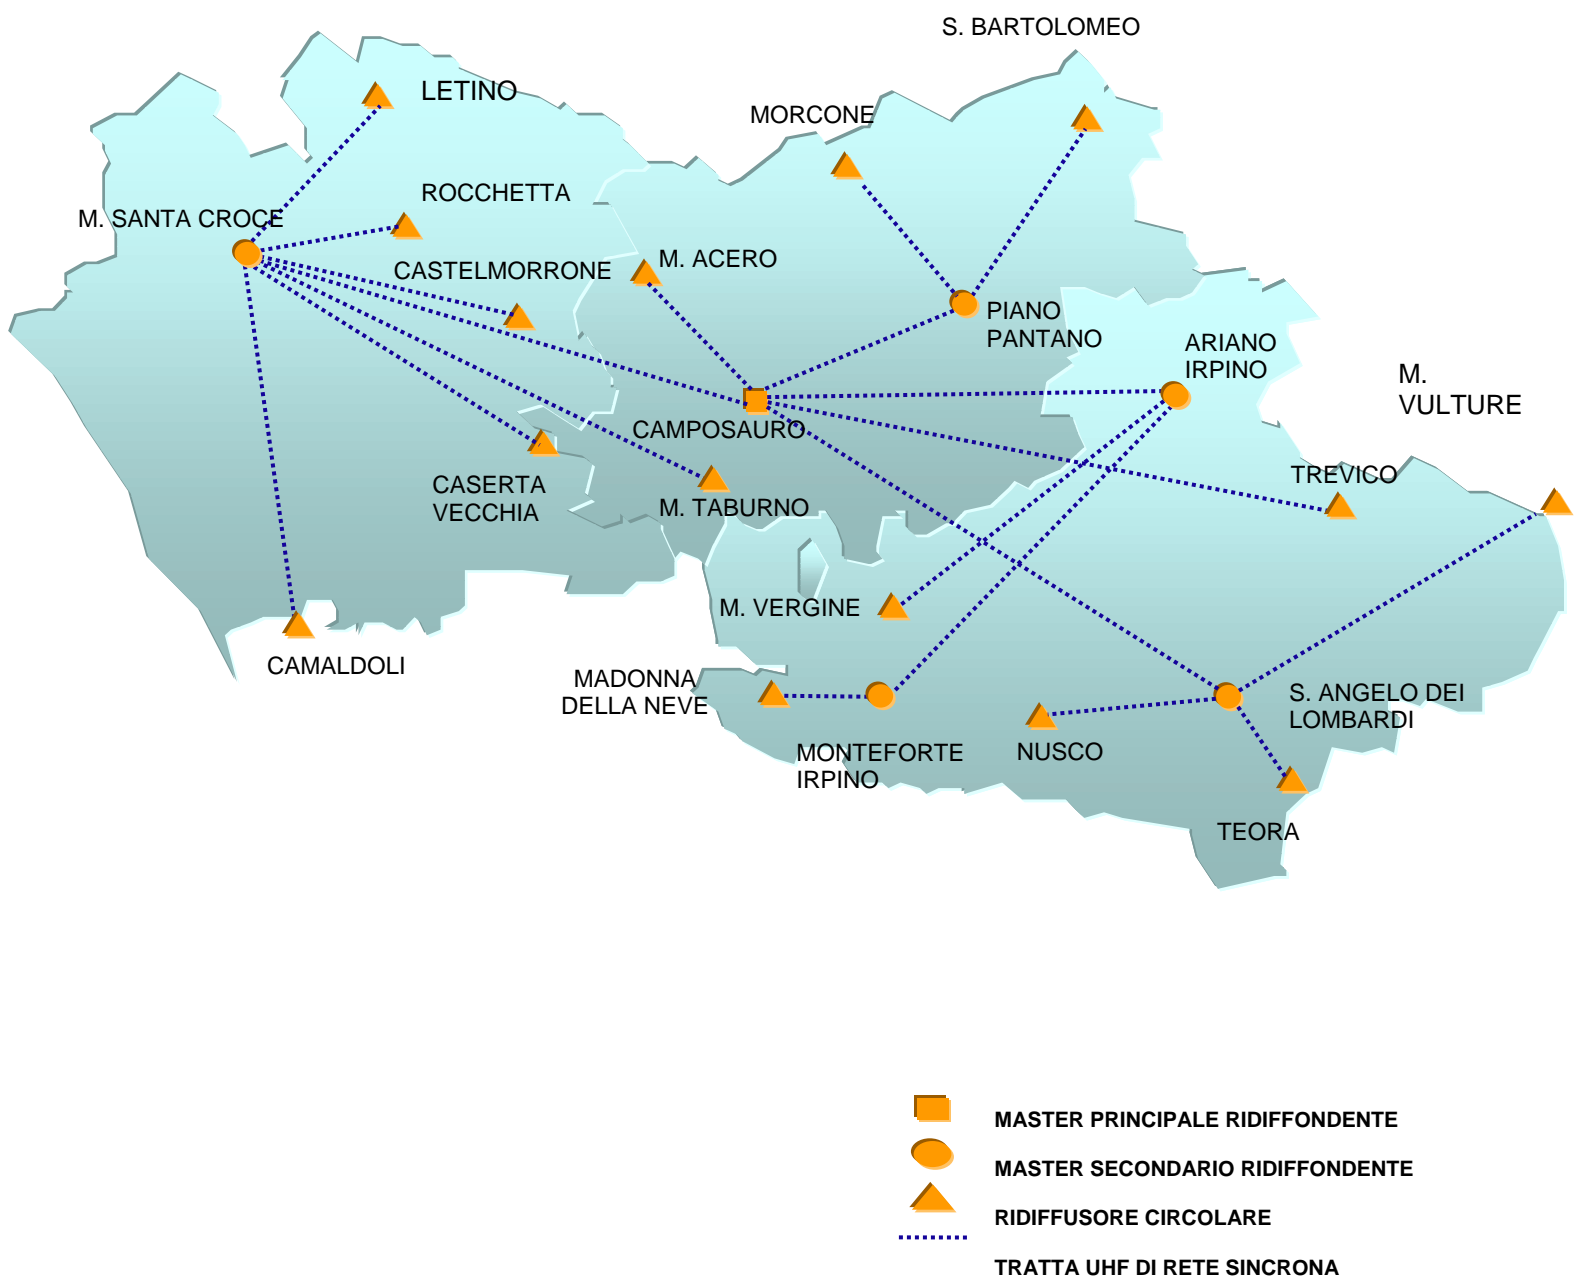 S. BARTOLOMEO
LETINO
MORCONE
ROCCHETTA
M. SANTA CROCE
M. ACERO
CASTELMORRONE
PIANO
PANTANO
ARIANO
IRPINO
M.
VULTURE
CAMPOSAURO
TREVICO
CASERTA
VECCHIA
M. TABURNO
M. VERGINE
CAMALDOLI
MADONNA
DELLA NEVE
S. ANGELO DEI
LOMBARDI
MONTEFORTE
IRPINO
NUSCO
TEORA
MASTER PRINCIPALE RIDIFFONDENTE
MASTER SECONDARIO RIDIFFONDENTE
RIDIFFUSORE CIRCOLARE
TRATTA UHF DI RETE SINCRONA